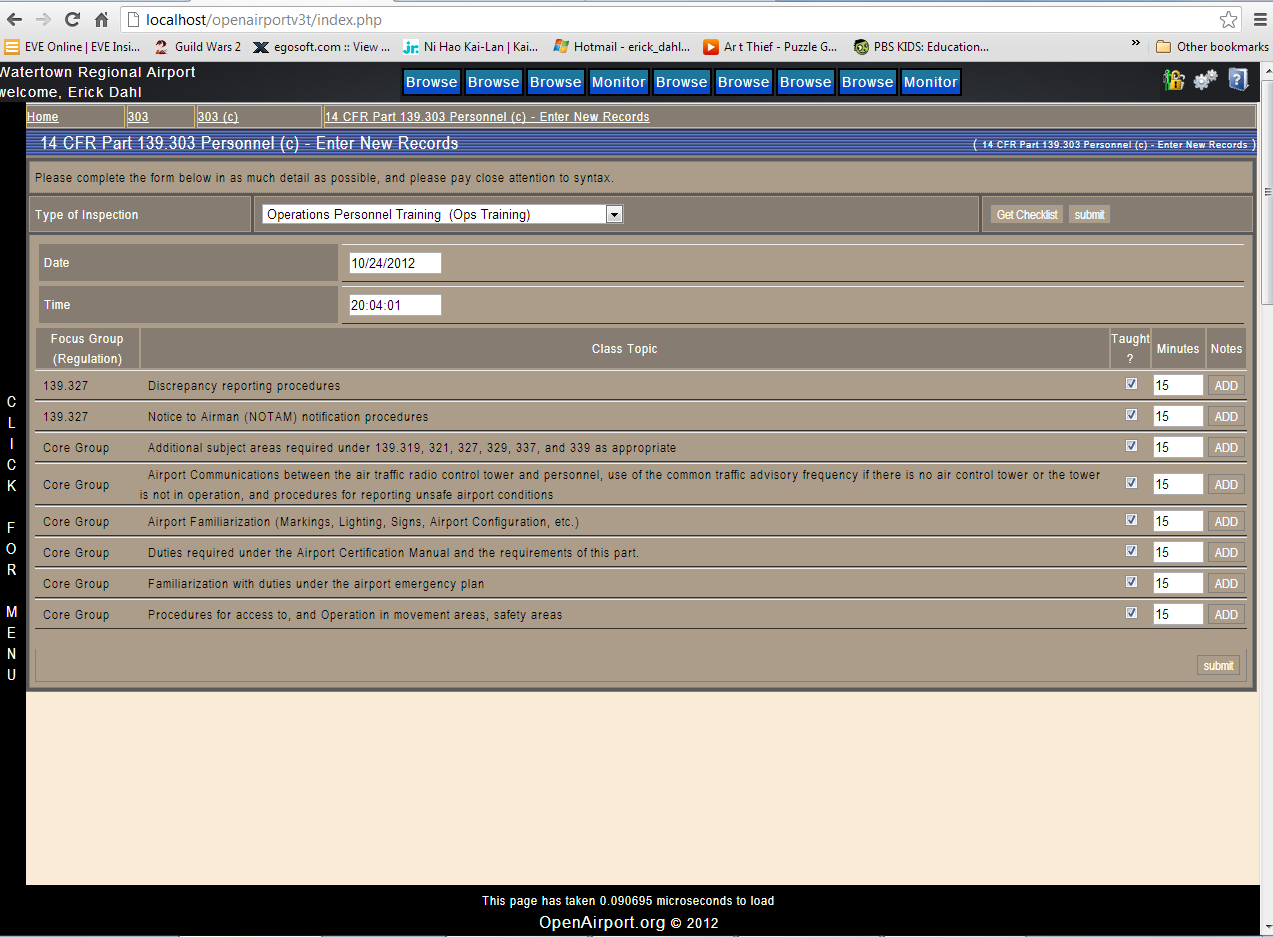 localhost/openairportv3t/index.php
EVE Online | EVE Insi... Guild Wars 2 egosoft.com :: View ... jr. Ni Hao Kai-Lan | Kai... Hotmail - erick_dahl... Art Thief - Puzzle G... PBS KIDS: Education... » Other bookmarks
Watertown Regional Airport
welcome, Erick Dahl
Browse Browse Browse Monitor Browse Browse Browse Browse Monitor
Home 303 303 (c) 14 CFR Part 139.303 Personnel (c) - Enter New Records
14 CFR Part 139.303 Personnel (c) - Enter New Records ( 14 CFR Part 139.303 Personnel (c) - Enter New Records )
Please complete the form below in as much detail as possible, and please pay close attention to syntax.
Type of Inspection Operations Personnel Training (Ops Training) Get Checklist submit
Date 10/24/2012
Time 20:04:01
Focus Group (Regulation) Class Topic Taught ? Minutes Notes
139.327 Discrepancy reporting procedures 15 ADD
139.327 Notice to Airman (NOTAM) notification procedures 15 ADD
Core Group Additional subject areas required under 139.319, 321, 327, 329, 337, and 339 as appropriate 15 ADD
Core Group Airport Communications between the air traffic radio control tower and personnel, use of the common traffic advisory frequency if there is no air control tower or the tower
is not in operation, and procedures for reporting unsafe airport conditions 15 ADD
Core Group Airport Familiarization (Markings, Lighting, Signs, Airport Configuration, etc.) 15 ADD
Core Group Duties required under the Airport Certification Manual and the requirements of this part. 15 ADD
Core Group Familiarization with duties under the airport emergency plan 15 ADD
Core Group Procedures for access to, and Operation in movement areas, safety areas 15 ADD
submit
CLICK FOR MENU
This page has taken 0.090695 microseconds to load
OpenAirport.org © 2012